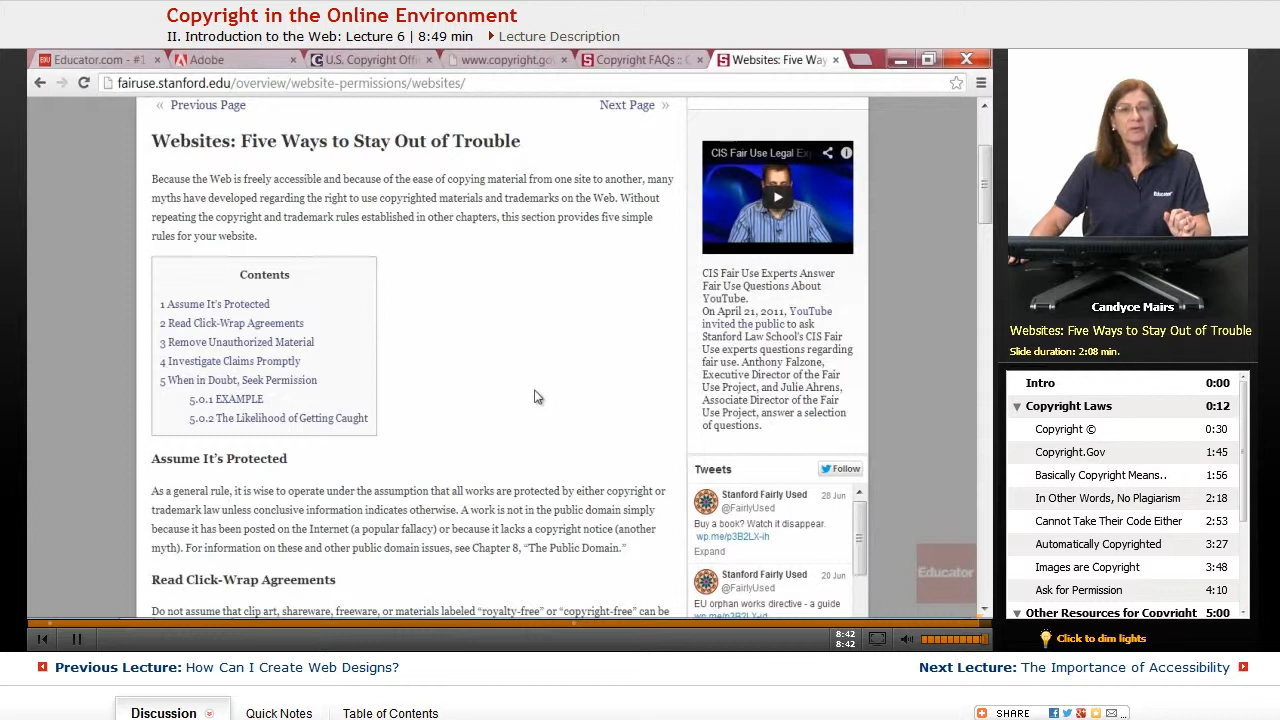 Copyright in the Online Environment
II. Introduction to the Web: Lecture 6 | 8:49 min Lecture Description
Educator.com - #1
Adobe
U.S. Copyright Offi
www.copyright.go
Copyright FAQs :: C
Websites: Five Way
fairuse.stanford.edu/overview/website-permissions/websites/
« Previous Page
Next Page »
Websites: Five Ways to Stay Out of Trouble
Because the Web is freely accessible and because of the ease of copying material from one site to another, many
myths have developed regarding the right to use copyrighted materials and trademarks on the Web. Without
repeating the copyright and trademark rules established in other chapters, this section provides five simple
rules for your website.
Contents
1 Assume It's Protected
2 Read Click-Wrap Agreements
3 Remove Unauthorized Material
4 Investigate Claims Promptly
5 When in Doubt, Seek Permission
5.0.1 EXAMPLE
5.0.2 The Likelihood of Getting Caught
Assume It's Protected
As a general rule, it is wise to operate under the assumption that all works are protected by either copyright or
trademark law unless conclusive information indicates otherwise. A work is not in the public domain simply
because it has been posted on the Internet (a popular fallacy) or because it lacks a copyright notice (another
myth). For information on these and other public domain issues, see Chapter 8, “The Public Domain.”
Read Click-Wrap Agreements
Do not assume that clip art, shareware, freeware, or materials labeled “royalty-free” or “copyright-free” can be
CIS Fair Use Legal Ex
CIS Fair Use Experts Answer
Fair Use Questions About
YouTube.
On April 21, 2011, YouTube
invited the public to ask
Stanford Law School's CIS Fair
Use experts questions regarding
fair use. Anthony Falzone,
Executive Director of the Fair
Use Project, and Julie Ahrens,
Associate Director of the Fair
Use Project, answer a selection
of questions.
Tweets
Follow
Stanford Fairly Used 28 Jun
@FairlyUsed
Buy a book? Watch it disappear.
wp.me/p3B2LX-ih
Expand
Stanford Fairly Used 20 Jun
@FairlyUsed
EU orphan works directive - a guide
Educator
8:42
8:42
Educator
Candyce Mairs
Websites: Five Ways to Stay Out of Trouble
Slide duration: 2:08 min.
Intro 0:00
Copyright Laws 0:12
Copyright © 0:30
Copyright.Gov 1:45
Basically Copyright Means.. 1:56
In Other Words, No Plagiarism 2:18
Cannot Take Their Code Either 2:53
Automatically Copyrighted 3:27
Images are Copyright 3:48
Ask for Permission 4:10
Other Resources for Copyright 5:00
Click to dim lights
Previous Lecture: How Can I Create Web Designs?
Next Lecture: The Importance of Accessibility
Discussion
Quick Notes
Table of Contents
SHARE